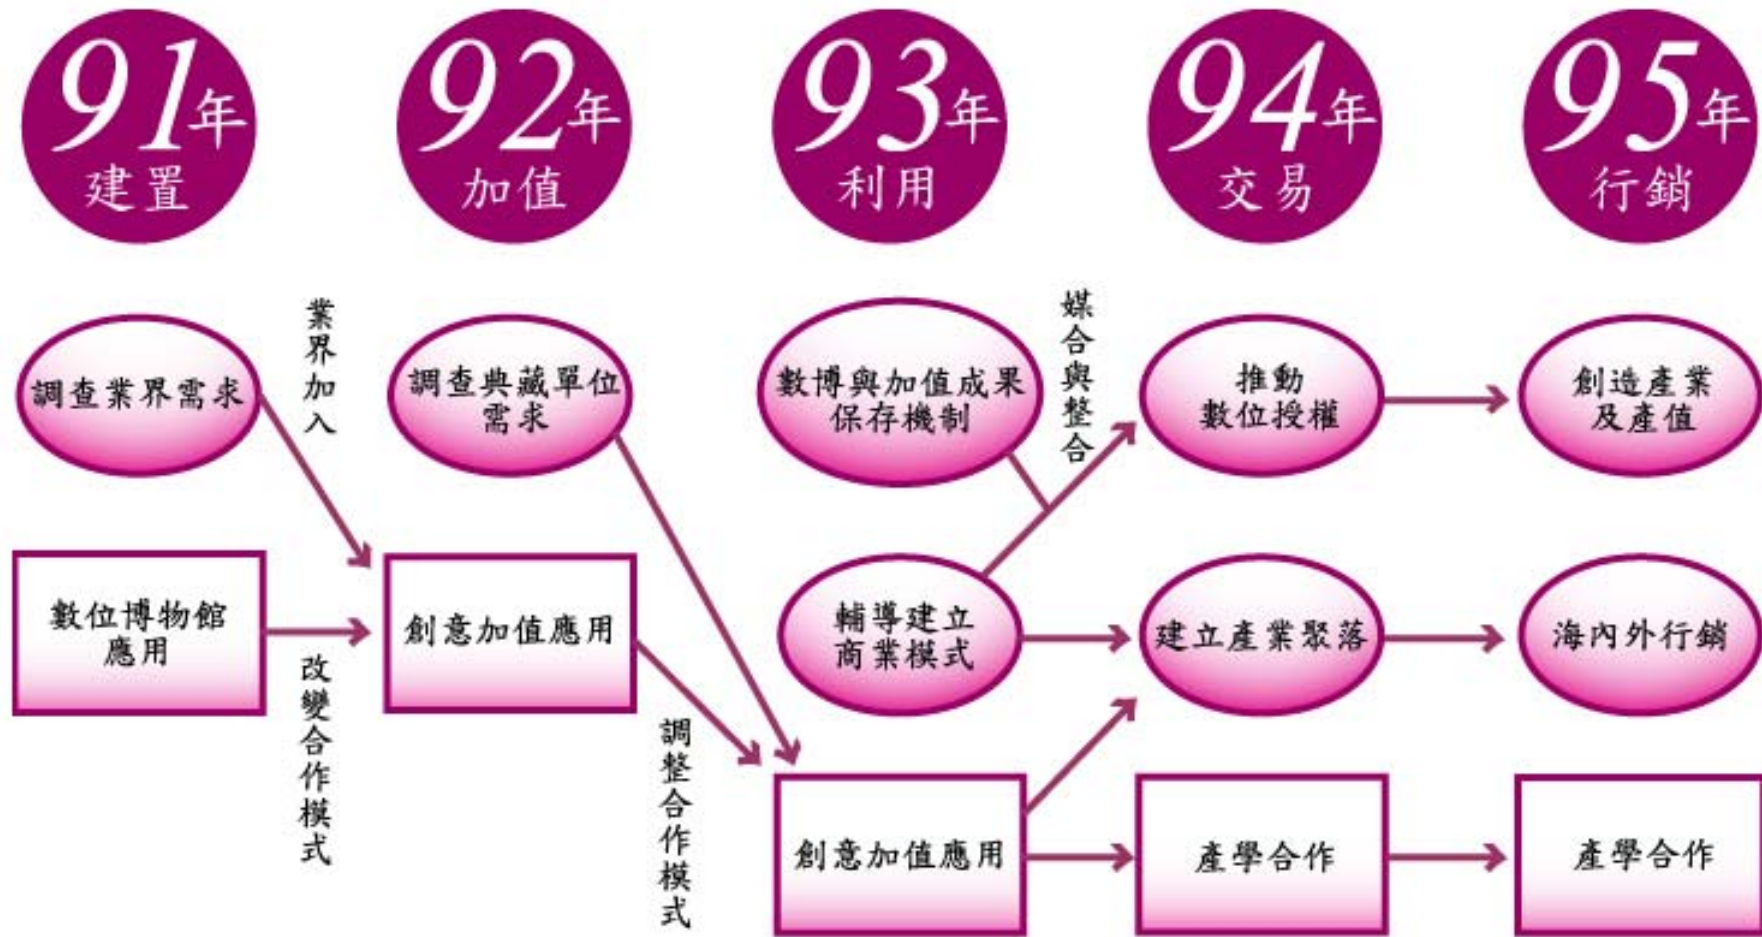 91年
建置
92年
加值
93年
利用
94年
交易
95年
行銷
調查業界需求
業界加入
調查典藏單位
需求
數博與加值成果
保存機制
媒合與整合
推動
數位授權
創造產業
及產值
數位博物館
應用
改變合作模式
創意加值應用
調整合作模式
輔導建立
商業模式
建立產業聚落
海內外行銷
創意加值應用
產學合作
產學合作